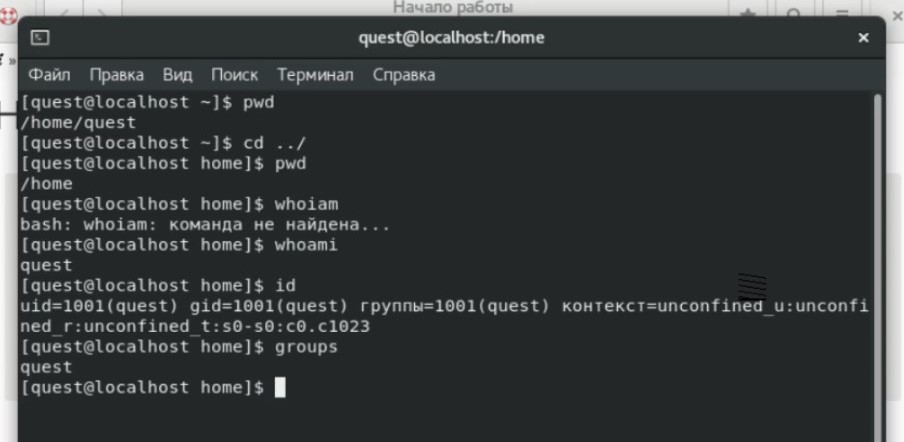 Начало работы
quest@localhost:/home
Файл Правка Вид Поиск Терминал Справка
[quest@localhost ~]$ pwd
/home/quest
[quest@localhost ~]$ cd ../
[quest@localhost home]$ pwd
/home
[quest@localhost home]$ whoiam
bash: whoiam: команда не найдена...
[quest@localhost home]$ whoami
quest
[quest@localhost home]$ id
uid=1001(quest) gid=1001(quest) группы=1001(quest) контекст=unconfined_u:unconfi
ned_r:unconfined_t:s0-s0:c0.c1023
[quest@localhost home]$ groups
quest
[quest@localhost home]$